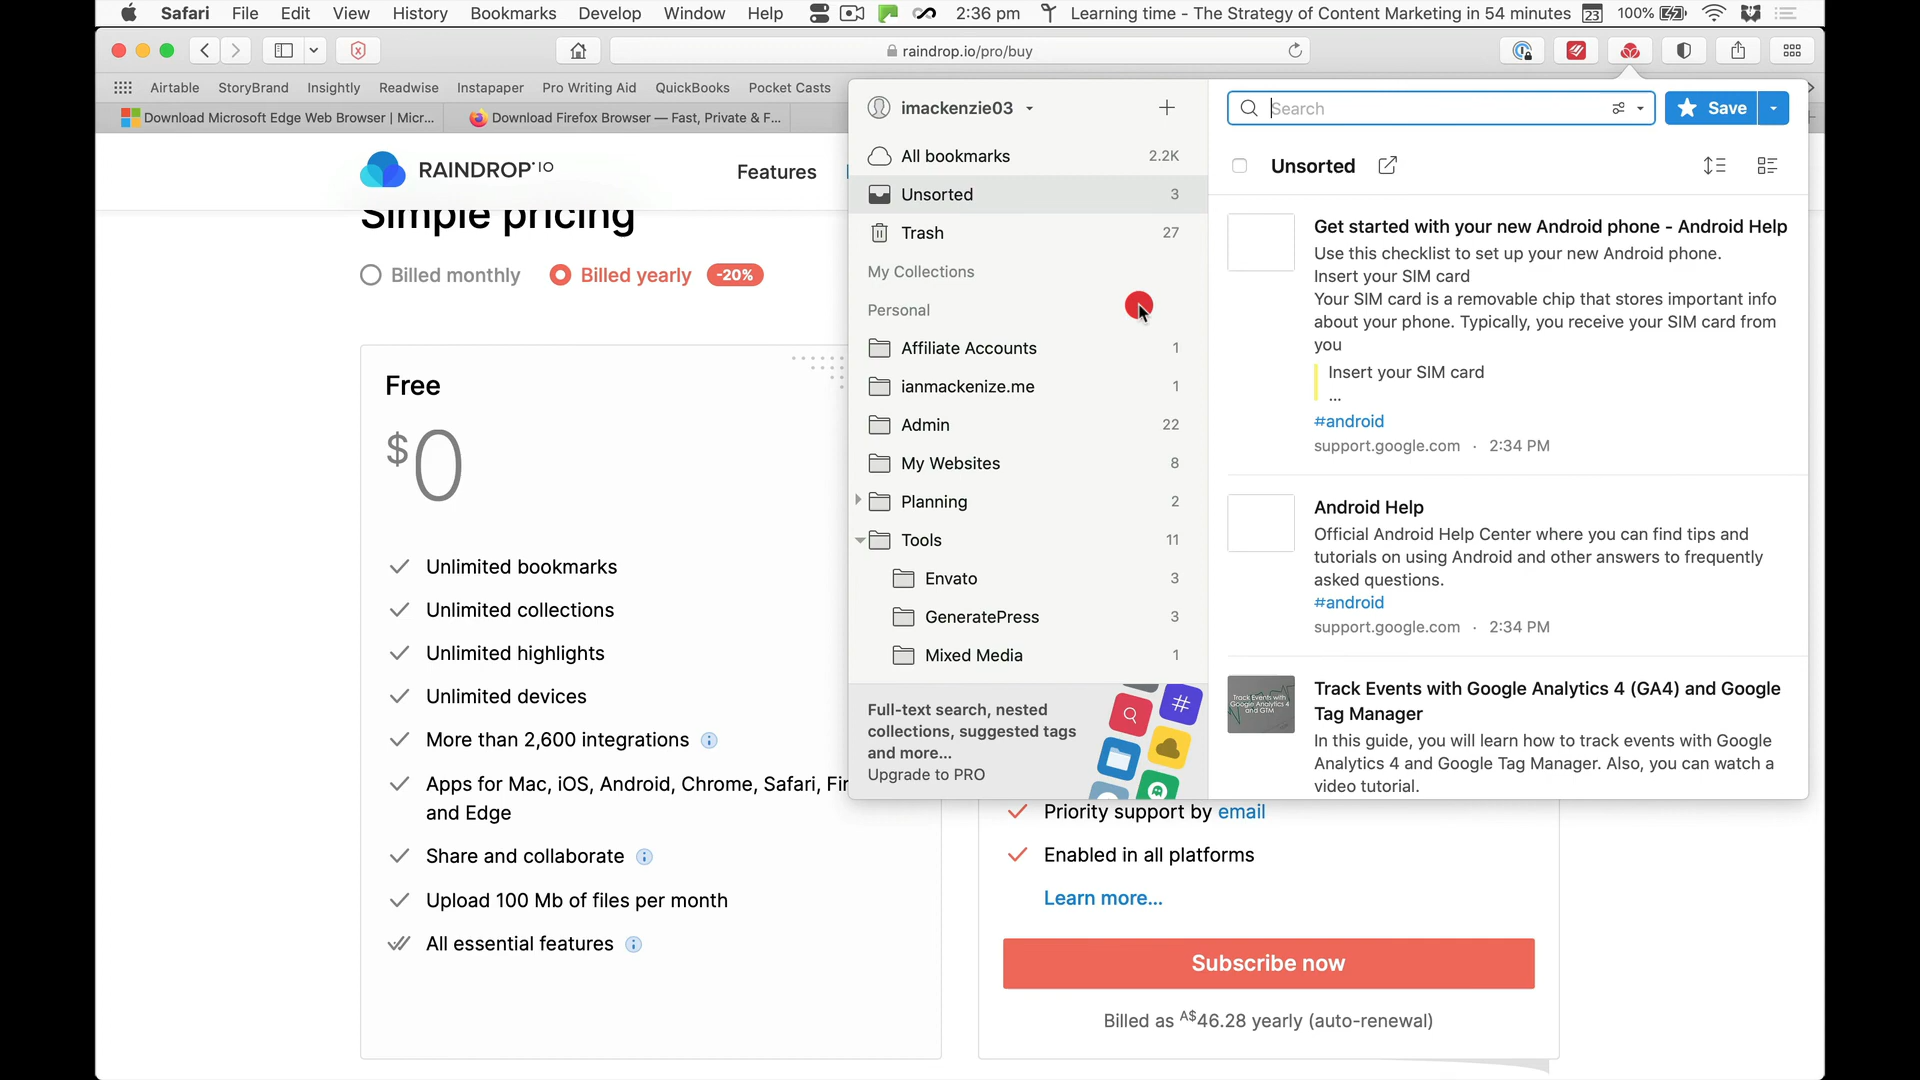 Safari File Edit View History Bookmarks Develop Window Help 2:36 pm Learning time - The Strategy of Content Marketing in 54 minutes 23 100%
raindrop.io/pro/buy
Airtable StoryBrand Insightly Readwise Instapaper Pro Writing Aid QuickBooks Pocket Casts
Download Microsoft Edge Web Browser | Micr... Download Firefox Browser — Fast, Private & F...
RAINDROP.IO Features
Simple pricing
Billed monthly Billed yearly -20%
Free
$0
Unlimited bookmarks
Unlimited collections
Unlimited highlights
Unlimited devices
More than 2,600 integrations
Apps for Mac, iOS, Android, Chrome, Safari, Fir
and Edge
Share and collaborate
Upload 100 Mb of files per month
All essential features
imackenzie03
All bookmarks 2.2K
Unsorted 3
Trash 27
My Collections
Personal
Affiliate Accounts 1
ianmackenize.me 1
Admin 22
My Websites 8
Planning 2
Tools 11
Envato 3
GeneratePress 3
Mixed Media 1
Full-text search, nested
collections, suggested tags
and more...
Upgrade to PRO
#
Search Save
Unsorted
Get started with your new Android phone - Android Help
Use this checklist to set up your new Android phone.
Insert your SIM card
Your SIM card is a removable chip that stores important info
about your phone. Typically, you receive your SIM card from
you
Insert your SIM card
...
#android
support.google.com · 2:34 PM
Android Help
Official Android Help Center where you can find tips and
tutorials on using Android and other answers to frequently
asked questions.
#android
support.google.com · 2:34 PM
Track Events with
Google Analytics 4
and GTM
Track Events with Google Analytics 4 (GA4) and Google
Tag Manager
In this guide, you will learn how to track events with Google
Analytics 4 and Google Tag Manager. Also, you can watch a
video tutorial.
Priority support by email
Enabled in all platforms
Learn more...
Subscribe now
Billed as A$46.28 yearly (auto-renewal)